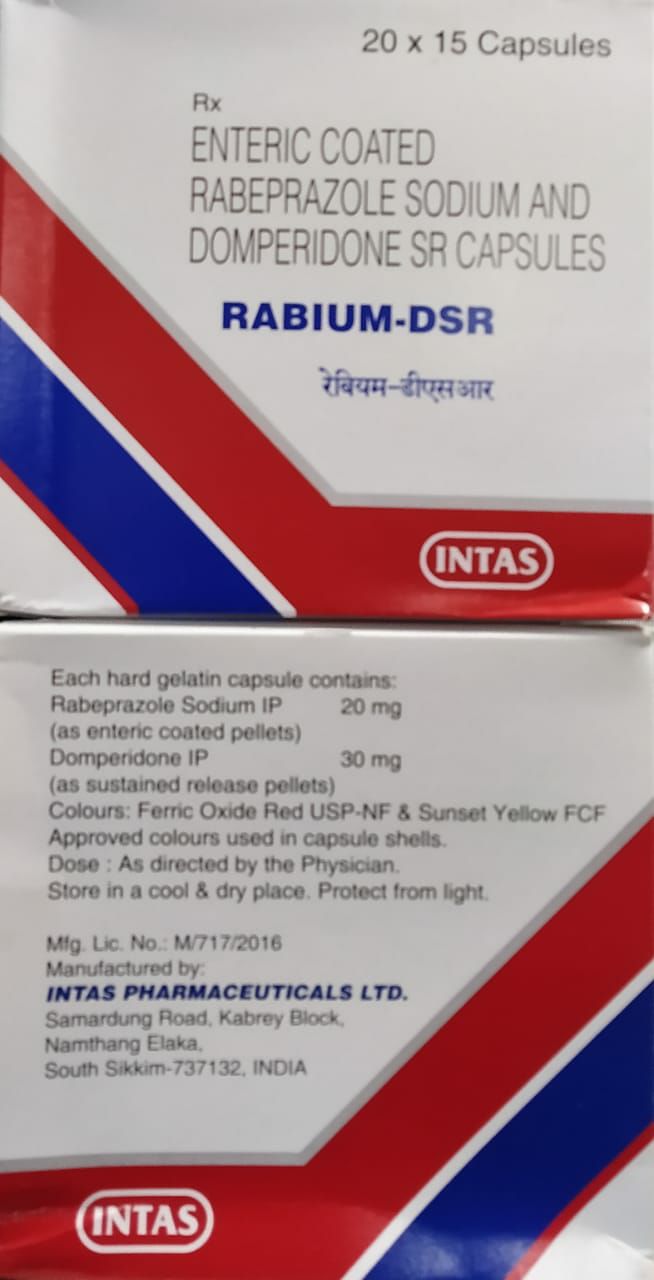 20 x 15 Capsules
Rx
ENTERIC COATED
RABEPRAZOLE SODIUM AND
DOMPERIDONE SR CAPSULES
RABIUM-DSR
रेबियम-डीएसआर
INTAS
Each hard gelatin capsule contains:
Rabeprazole Sodium IP 20 mg
(as enteric coated pellets)
Domperidone IP 30 mg
(as sustained release pellets)
Colours: Ferric Oxide Red USP-NF & Sunset Yellow FCF
Approved colours used in capsule shells.
Dose : As directed by the Physician.
Store in a cool & dry place. Protect from light.
Mfg. Lic. No.: M/717/2016
Manufactured by:
INTAS PHARMACEUTICALS LTD.
Samardung Road, Kabrey Block,
Namthang Elaka,
South Sikkim-737132, INDIA
INTAS